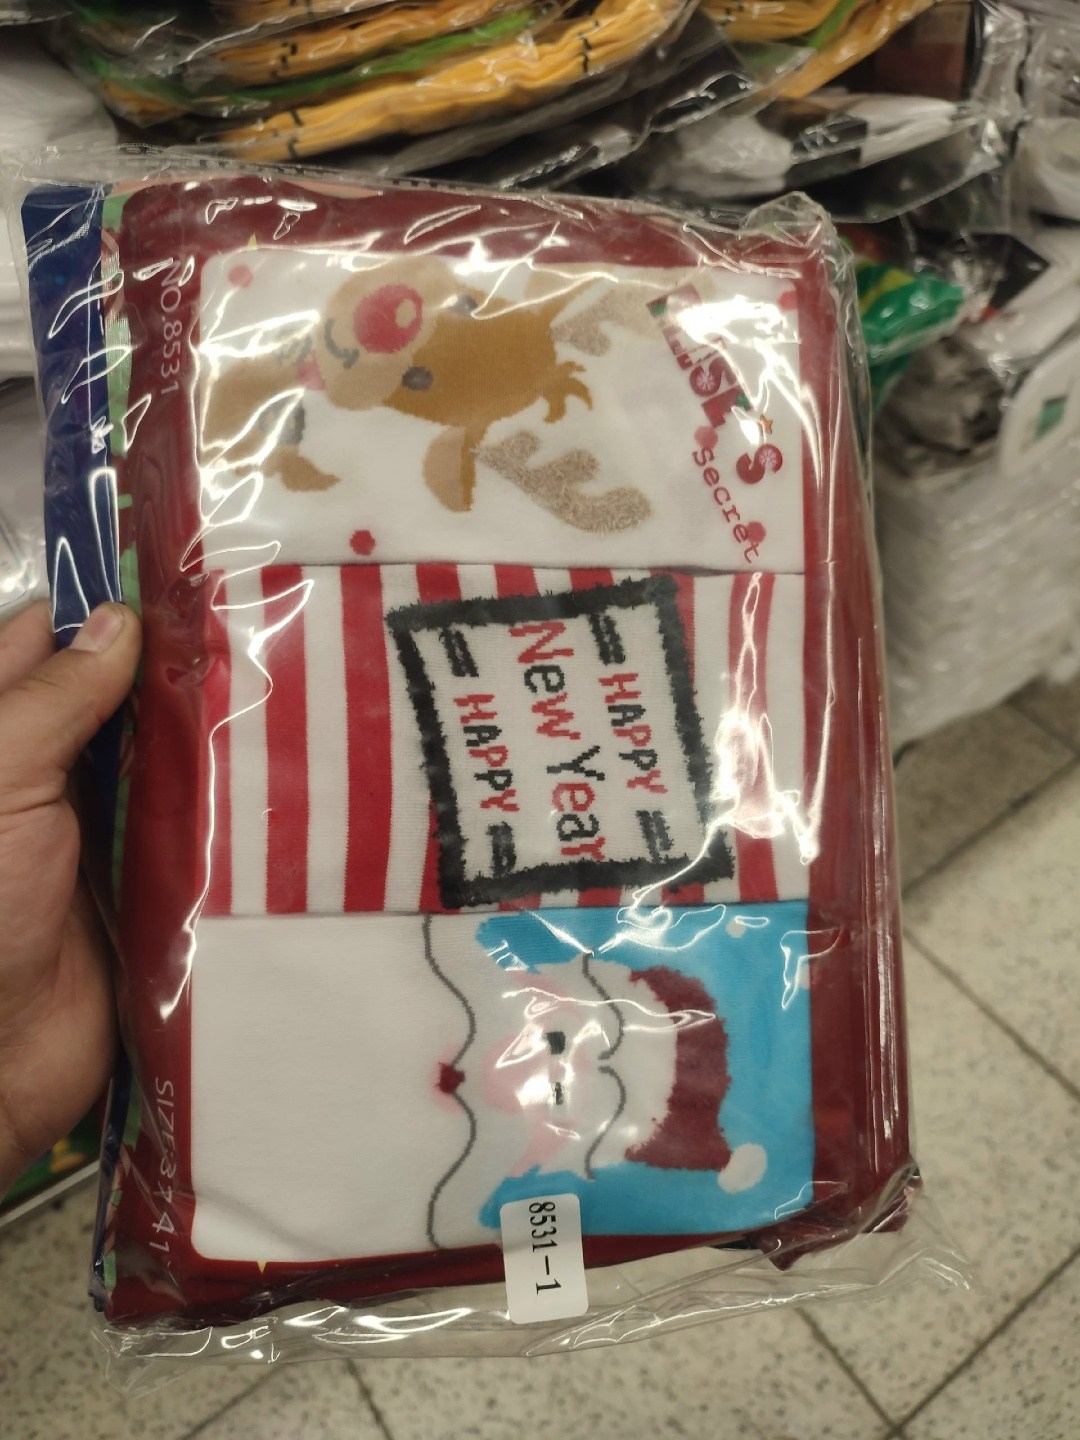 NO.8531
's
secret
HAPPY
New Year
HAPPY
SIZE:37-41
8531-1